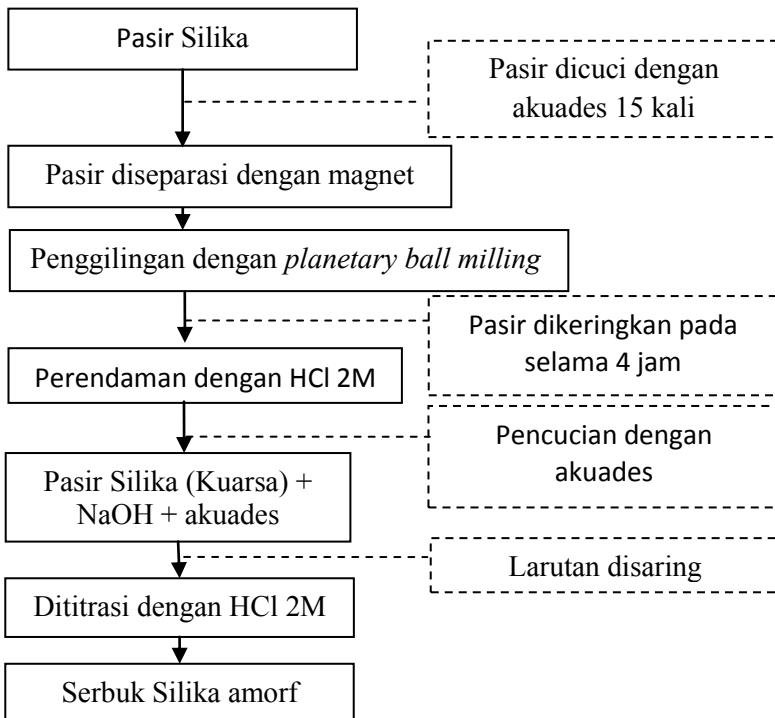 Pasir Silika
Pasir dicuci dengan
akuades 15 kali
Pasir diseparasi dengan magnet
Penggilingan dengan planetary ball milling
Pasir dikeringkan pada
selama 4 jam
Perendaman dengan HCl 2M
Pencucian dengan
akuades
Pasir Silika (Kuarsa) +
NaOH + akuades
Larutan disaring
Dititrasi dengan HCl 2M
Serbuk Silika amorf